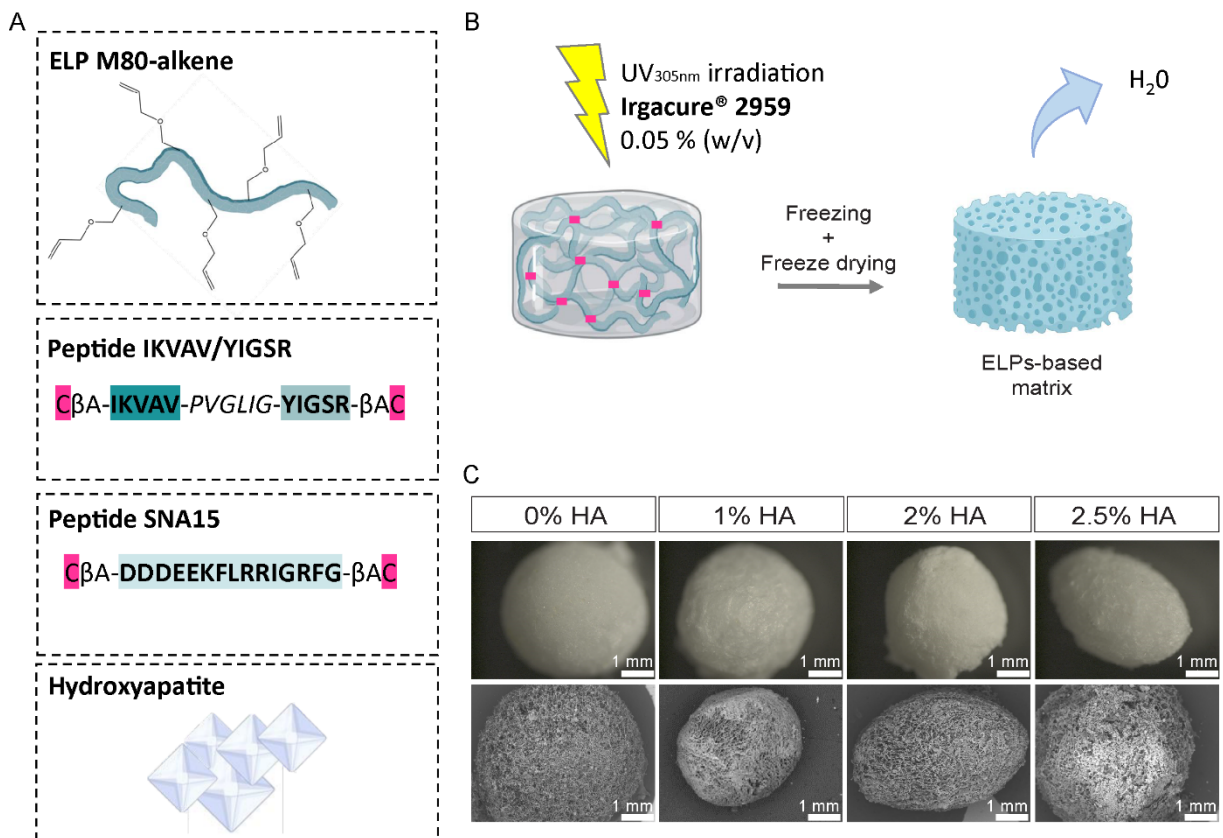 A
ELP M80-alkene
O
O
O
O
O
O
Peptide IKVAV/YIGSR
CβA-IKVAV-PVGLIG-YIGSR-βAC
Peptide SNA15
CβA-DDDEEKFLRRIGRFG-βAC
Hydroxyapatite
B
UV305nm irradiation
Irgacure® 2959
0.05 % (w/v)
H20
Freezing
+
Freeze drying
ELPs-based
matrix
C
0% HA
1% HA
2% HA
2.5% HA
1 mm
1 mm
1 mm
1 mm
1 mm
1 mm
1 mm
1 mm